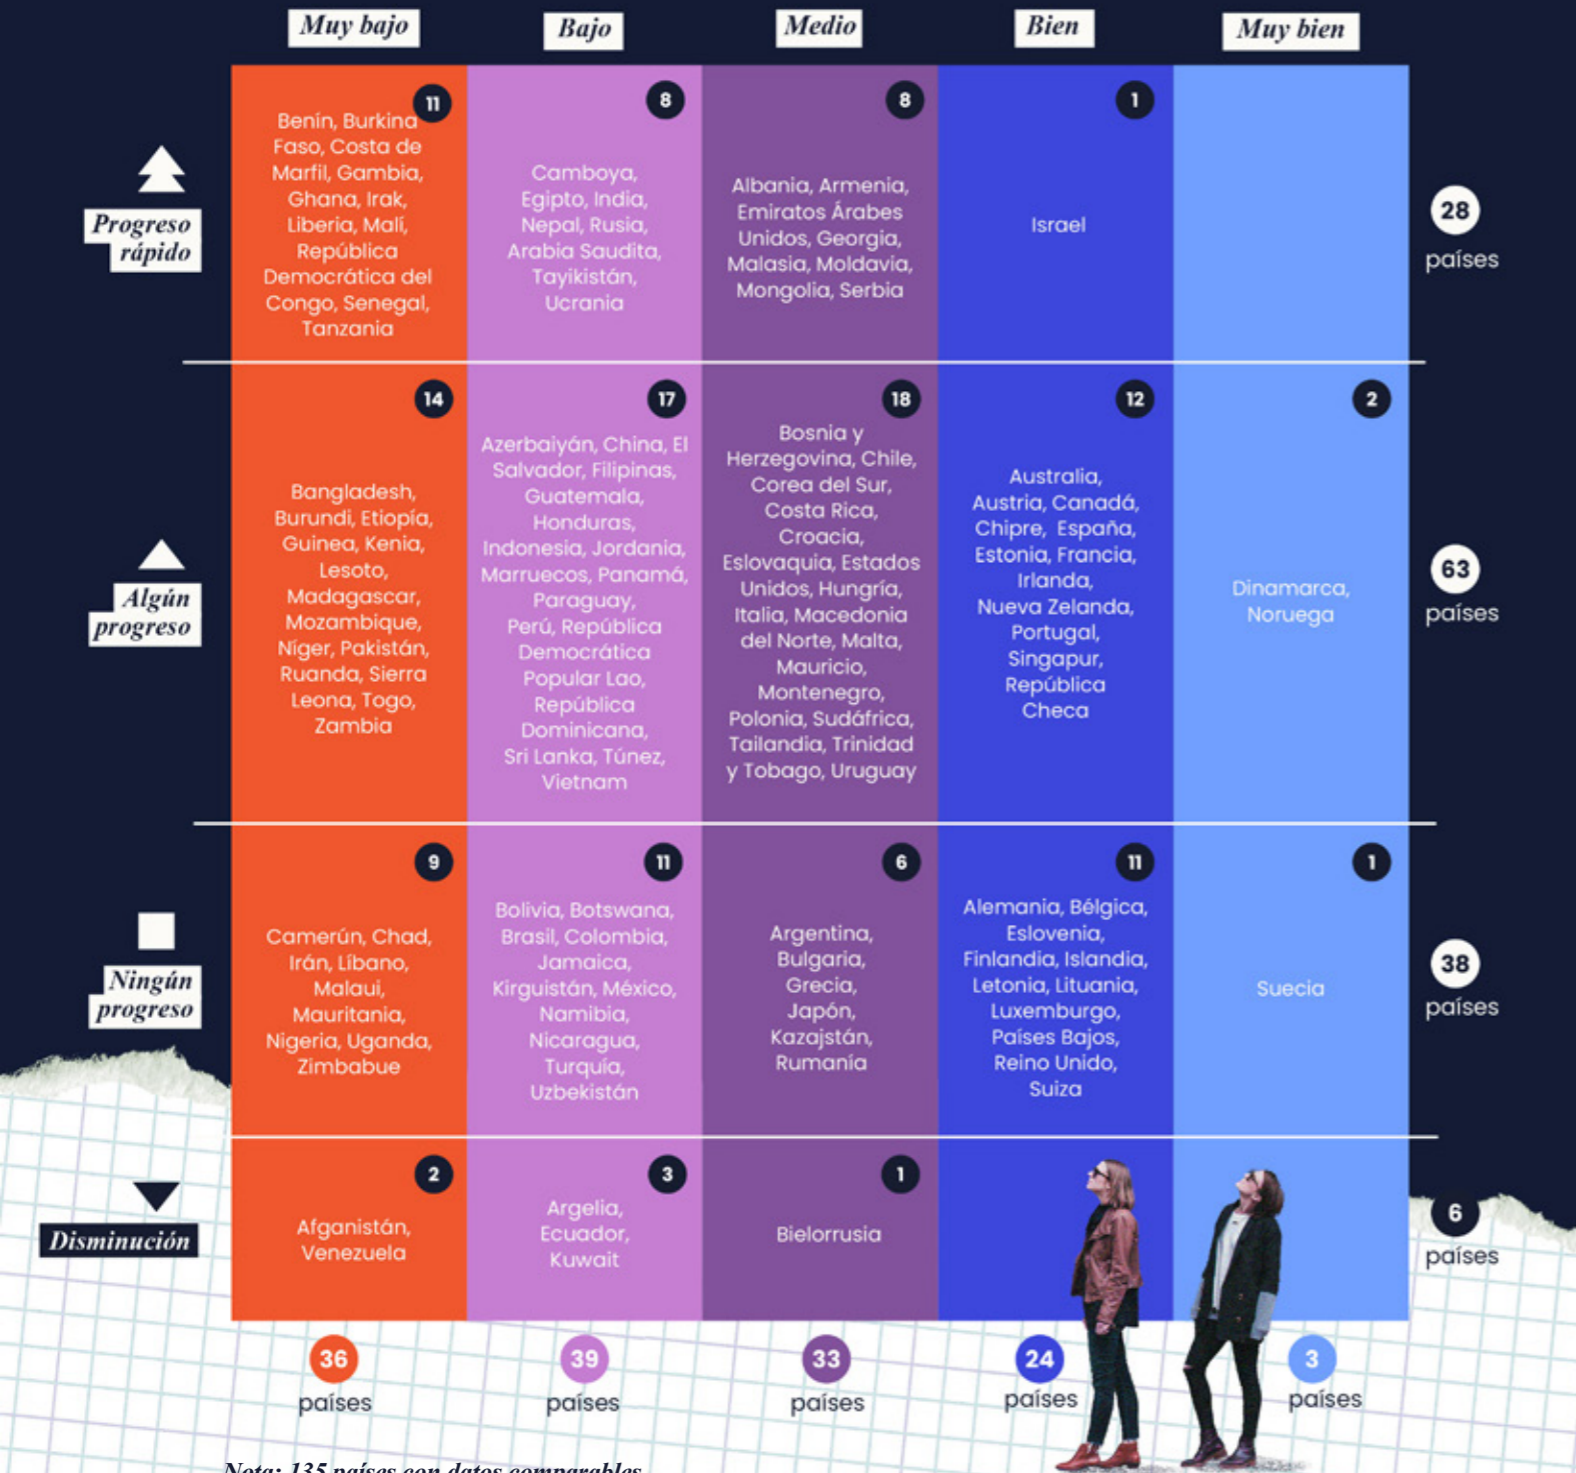 Muy bajo
Bajo
Medio
Bien
Muy bien
Progreso
rápido
11
Benín, Burkina
Faso, Costa de
Marfil, Gambia,
Ghana, Irak,
Liberia, Malí,
República
Democrática del
Congo, Senegal,
Tanzania
8
Camboya,
Egipto, India,
Nepal, Rusia,
Arabia Saudita,
Tayikistán,
Ucrania
8
Albania, Armenia,
Emiratos Árabes
Unidos, Georgia,
Malasia, Moldavia,
Mongolia, Serbia
1
Israel
28
países
Algún
progreso
14
Bangladesh,
Burundi, Etiopía,
Guinea, Kenia,
Lesoto,
Madagascar,
Mozambique,
Níger, Pakistán,
Ruanda, Sierra
Leona, Togo,
Zambia
17
Azerbaiyán, China, El
Salvador, Filipinas,
Guatemala,
Honduras,
Indonesia, Jordania,
Marruecos, Panamá,
Paraguay,
Perú, República
Democrática
Popular Lao,
República
Dominicana,
Sri Lanka, Túnez,
Vietnam
18
Bosnia y
Herzegovina, Chile,
Corea del Sur,
Costa Rica,
Croacia,
Eslovaquia, Estados
Unidos, Hungría,
Italia, Macedonia
del Norte, Malta,
Mauricio,
Montenegro,
Polonia, Sudáfrica,
Tailandia, Trinidad
y Tobago, Uruguay
12
Australia,
Austria, Canadá,
Chipre, España,
Estonia, Francia,
Irlanda,
Nueva Zelanda,
Portugal,
Singapur,
República
Checa
2
Dinamarca,
Noruega
63
países
Ningún
progreso
9
Camerún, Chad,
Irán, Líbano,
Malaui,
Mauritania,
Nigeria, Uganda,
Zimbabue
11
Bolivia, Botswana,
Brasil, Colombia,
Jamaica,
Kirguistán, México,
Namibia,
Nicaragua,
Turquía,
Uzbekistán
6
Argentina,
Bulgaria,
Grecia,
Japón,
Kazajstán,
Rumanía
11
Alemania, Bélgica,
Eslovenia,
Finlandia, Islandia,
Letonia, Lituania,
Luxemburgo,
Países Bajos,
Reino Unido,
Suiza
1
Suecia
38
países
Disminución
2
Afganistán,
Venezuela
3
Argelia,
Ecuador,
Kuwait
1
Bielorrusia
6
países
36
países
39
países
33
países
24
países
3
países
Nota: 135 países con datos comparables